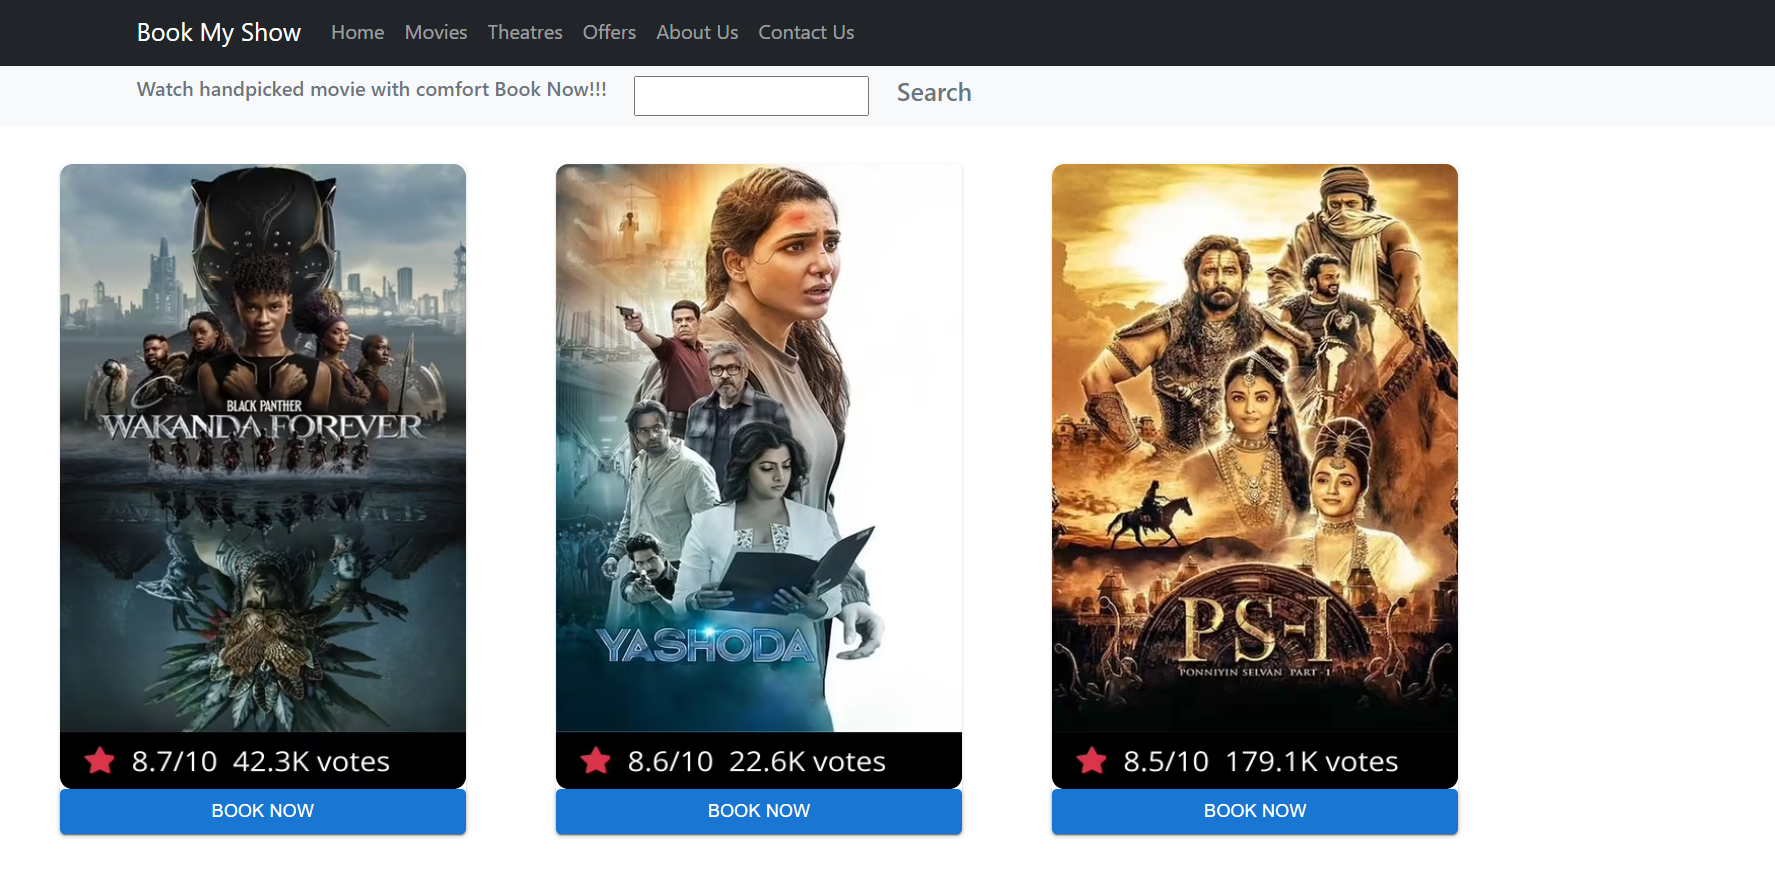 Book My Show Home Movies Theatres Offers About Us Contact Us
Watch handpicked movie with comfort Book Now!!! Search
BLACK PANTHER
WAKANDA FOREVER
8.7/10 42.3K votes
BOOK NOW
YASHODA
8.6/10 22.6K votes
BOOK NOW
PS-I
PONNIYIN SELVAN PART -1
8.5/10 179.1K votes
BOOK NOW